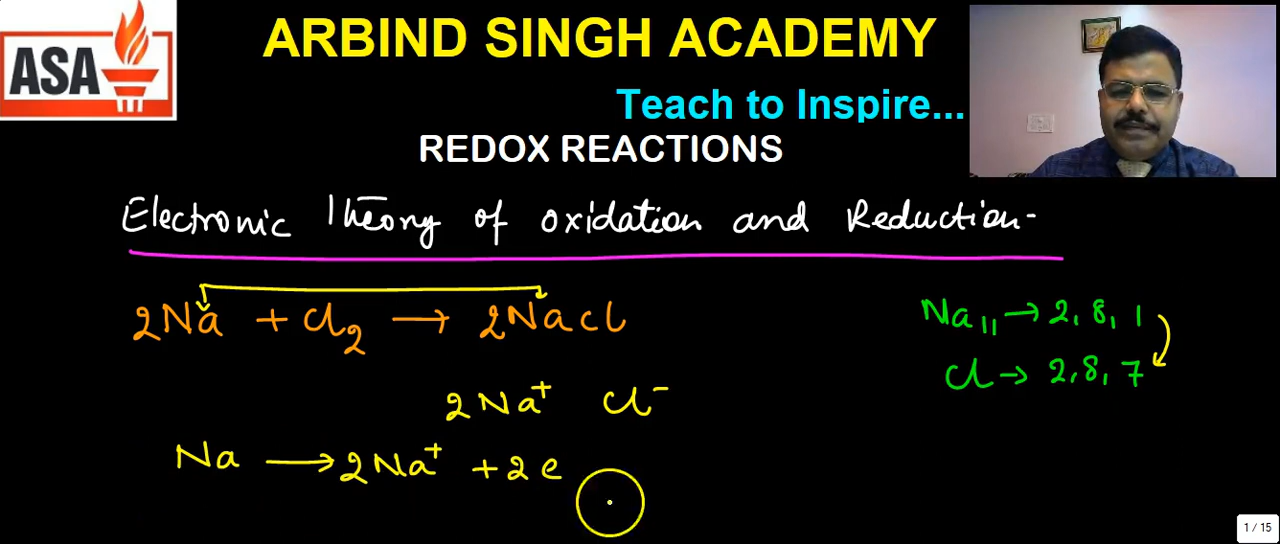 ASA
ARBIND SINGH ACADEMY
Teach to Inspire...
REDOX REACTIONS
Electronic Theory of oxidation and Reduction-
2Na + Cl2 → 2NaCl
Na11 → 2, 8, 1
Cl → 2, 8, 7
2Na+ Cl-
Na → 2Na+ + 2e
1 / 15